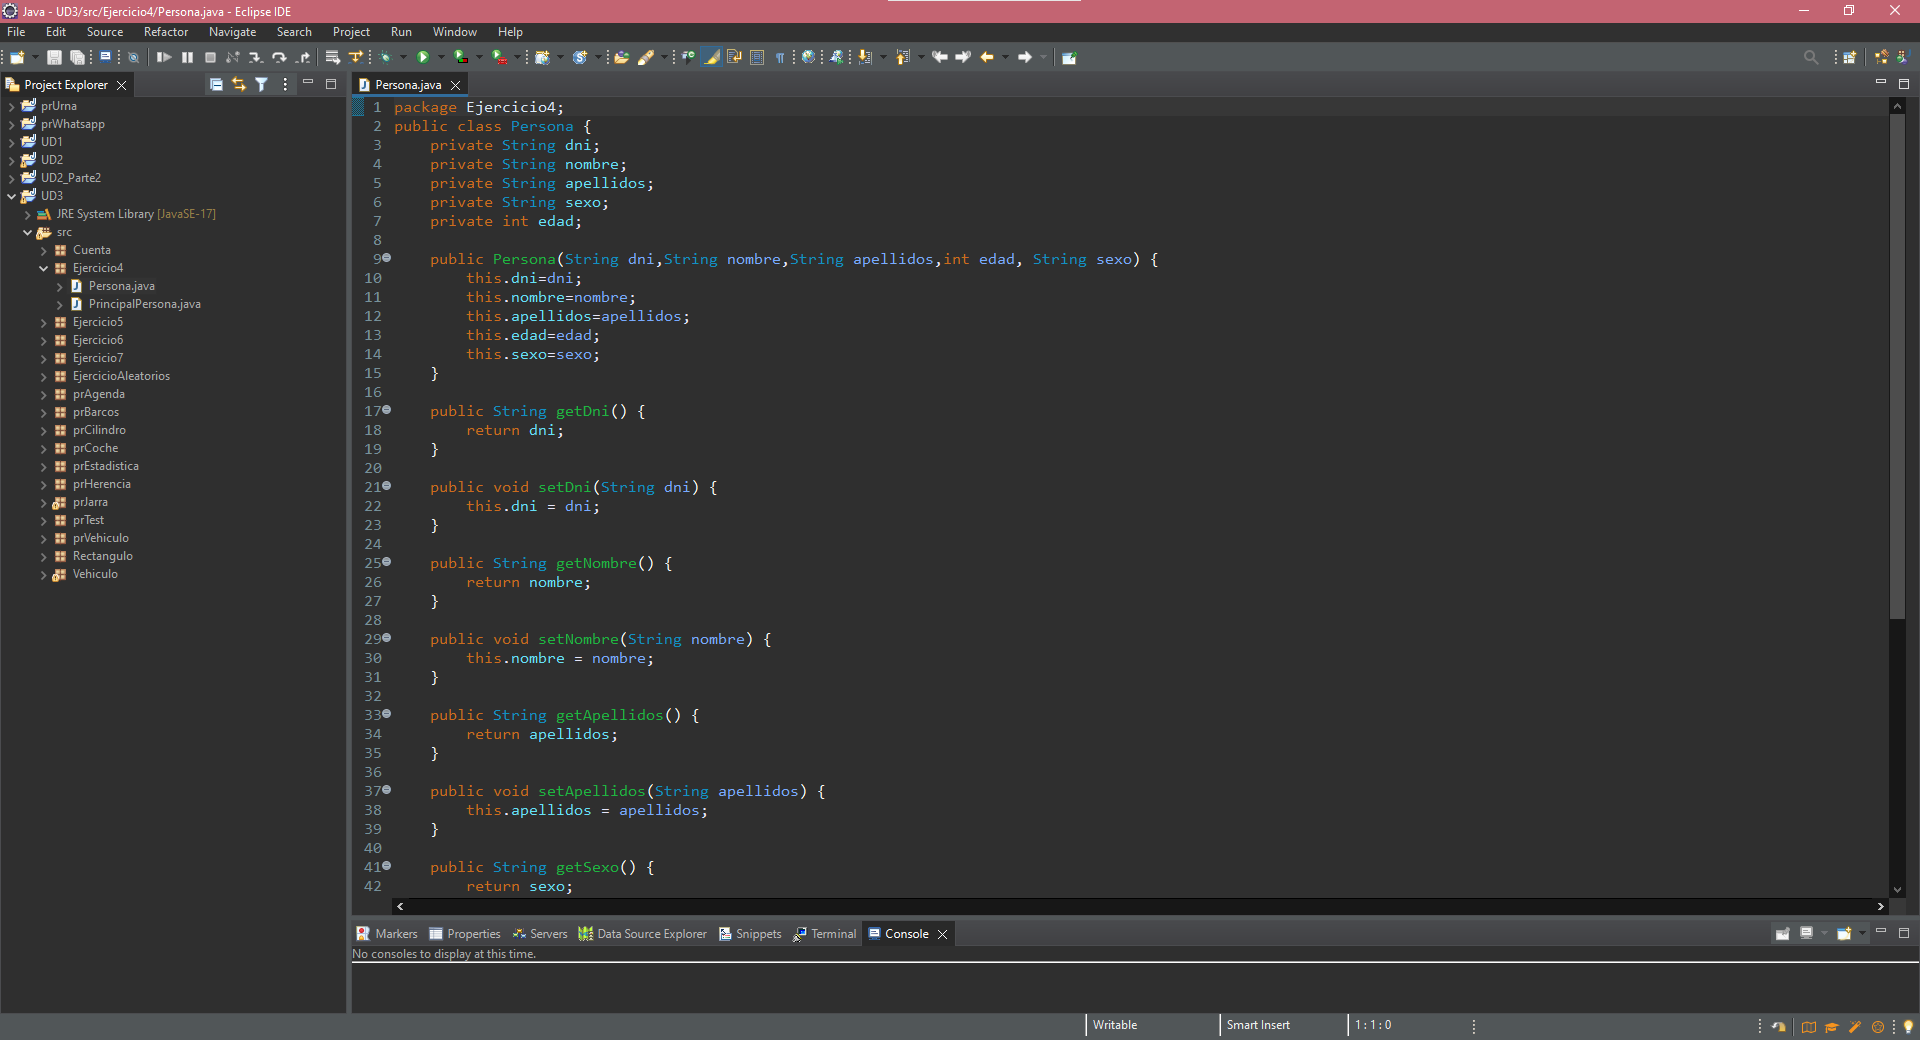 Java - UD3/src/Ejercicio4/Persona.java - Eclipse IDE
File Edit Source Refactor Navigate Search Project Run Window Help
Project Explorer
prUrna
prWhatsapp
UD1
UD2
UD2_Parte2
UD3
JRE System Library [JavaSE-17]
src
Cuenta
Ejercicio4
Persona.java
PrincipalPersona.java
Ejercicio5
Ejercicio6
Ejercicio7
EjercicioAleatorios
prAgenda
prBarcos
prCilindro
prCoche
prEstadistica
prHerencia
prJarra
prTest
prVehiculo
Rectangulo
Vehiculo
Persona.java
1 package Ejercicio4;
2 public class Persona {
3     private String dni;
4     private String nombre;
5     private String apellidos;
6     private String sexo;
7     private int edad;
8
9     public Persona(String dni,String nombre,String apellidos,int edad, String sexo) {
10         this.dni=dni;
11         this.nombre=nombre;
12         this.apellidos=apellidos;
13         this.edad=edad;
14         this.sexo=sexo;
15     }
16
17     public String getDni() {
18         return dni;
19     }
20
21     public void setDni(String dni) {
22         this.dni = dni;
23     }
24
25     public String getNombre() {
26         return nombre;
27     }
28
29     public void setNombre(String nombre) {
30         this.nombre = nombre;
31     }
32
33     public String getApellidos() {
34         return apellidos;
35     }
36
37     public void setApellidos(String apellidos) {
38         this.apellidos = apellidos;
39     }
40
41     public String getSexo() {
42         return sexo;
Markers Properties Servers Data Source Explorer Snippets Terminal Console
No consoles to display at this time.
Writable Smart Insert 1 : 1 : 0